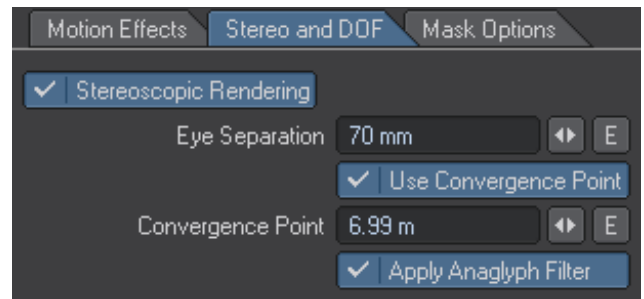 Motion Effects Stereo and DOF Mask Options
Stereoscopic Rendering
Eye Separation 70 mm E
Use Convergence Point
Convergence Point 6.99 m E
Apply Anaglyph Filter